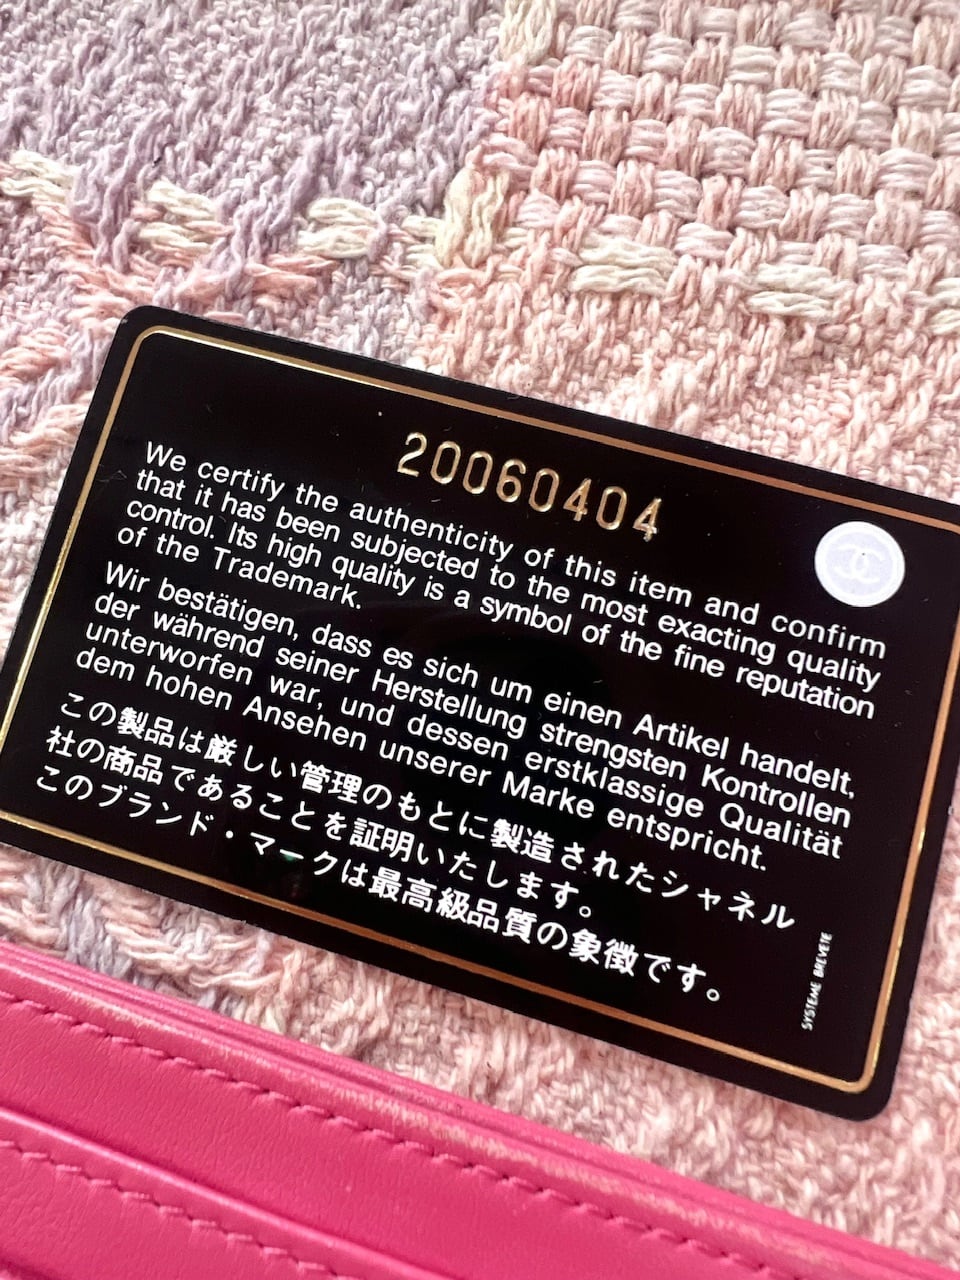 20060404
We certify the authenticity of this item and confirm
that it has been subjected to the most exacting quality
control. Its high quality is a symbol of the fine reputation
of the Trademark.
Wir bestätigen, dass es sich um einen Artikel handelt,
der während seiner Herstellung strengsten Kontrollen
unterworfen war, und dessen erstklassige Qualität
dem hohen Ansehen unserer Marke entspricht.
この製品は厳しい管理のもとに製造されたシャネル
社の商品であることを証明いたします。
このブランド・マークは最高級品質の象徴です。
SYSTEME BREVETE